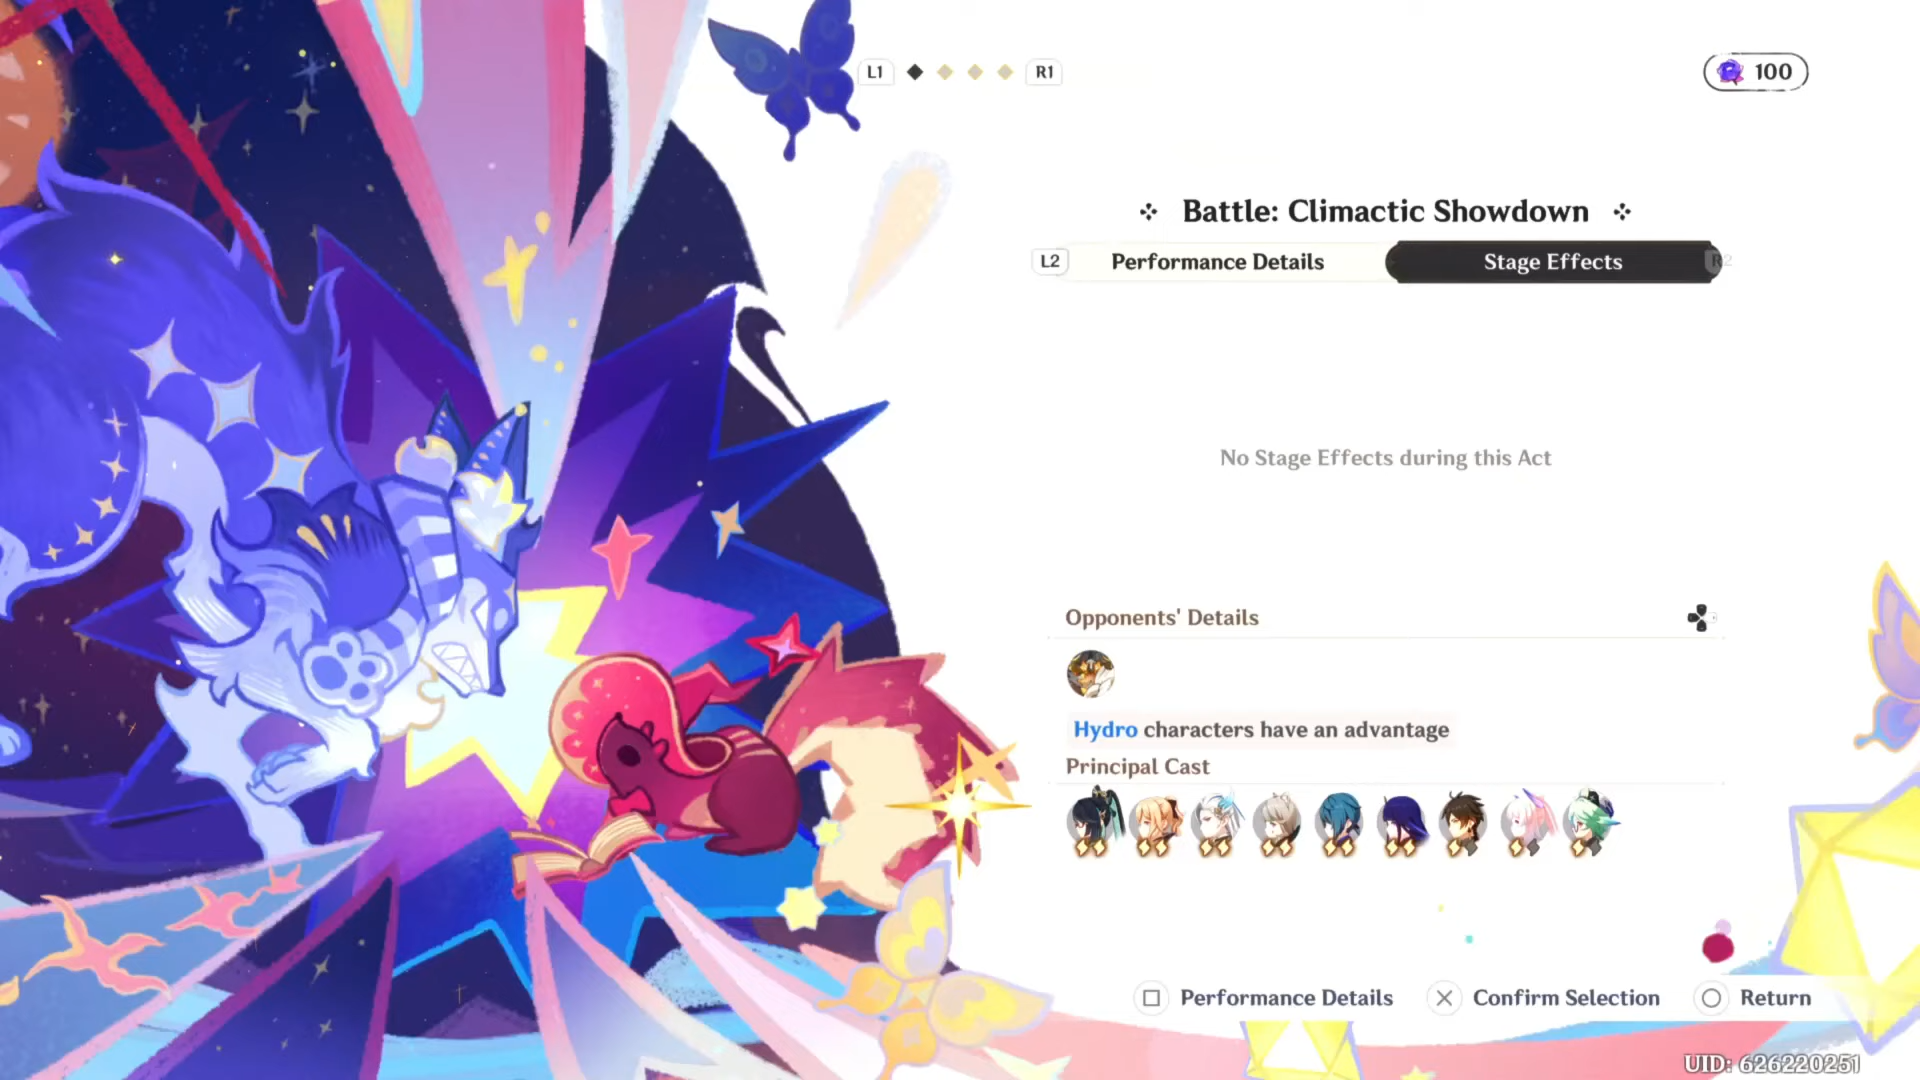 L1 R1
100
Battle: Climactic Showdown
L2 Performance Details Stage Effects R2
No Stage Effects during this Act
Opponents' Details
Hydro characters have an advantage
Principal Cast
Performance Details Confirm Selection Return
UID: 626220251